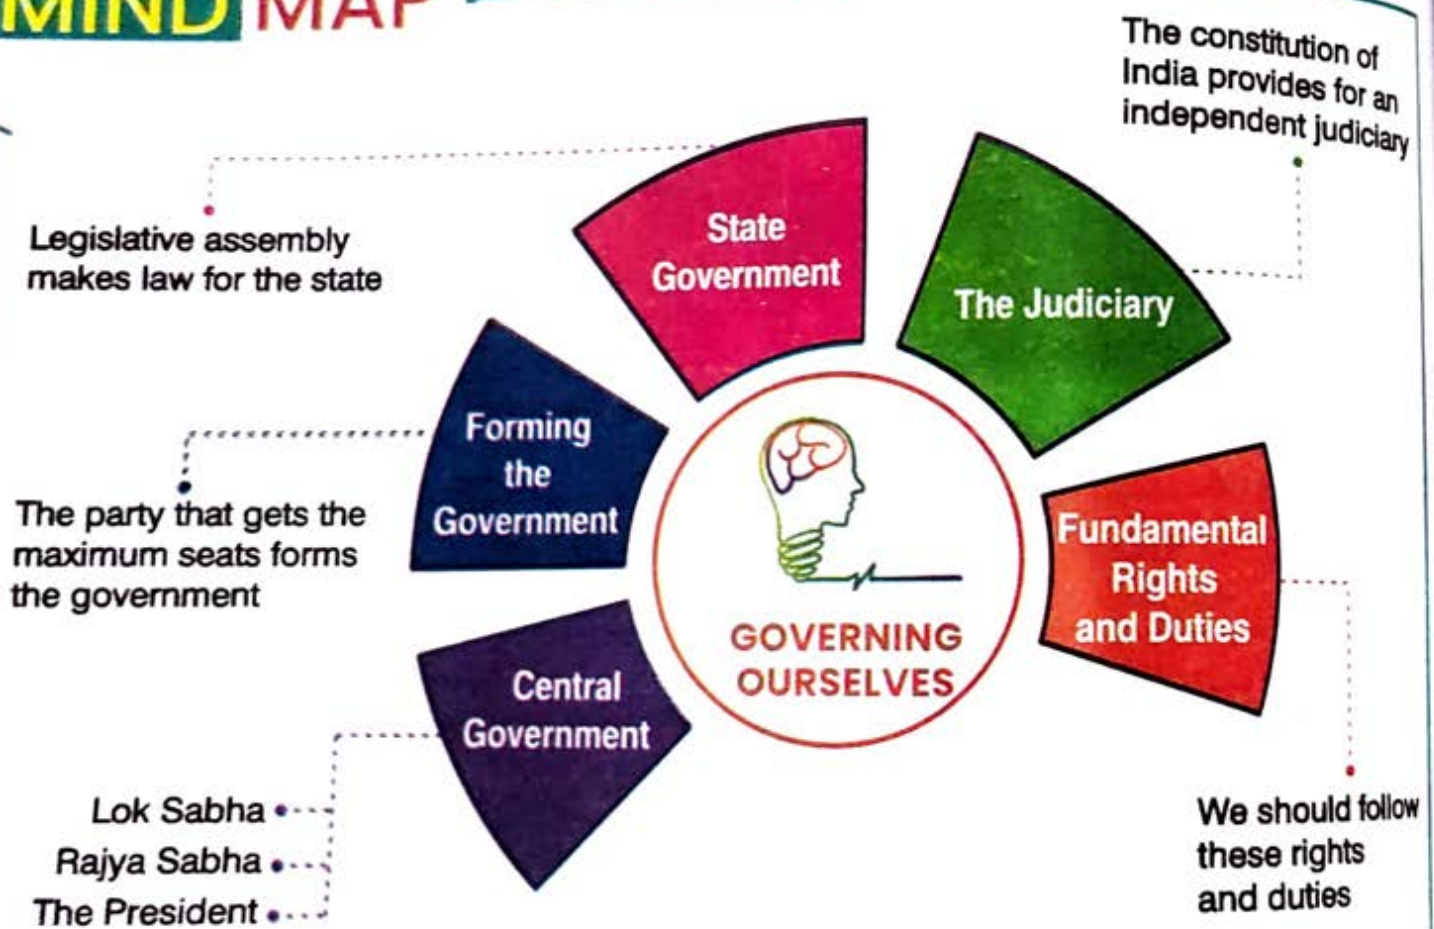 MIND MAP
The constitution of
India provides for an
independent judiciary
Legislative assembly
makes law for the state
State
Government
The Judiciary
Forming
the
Government
The party that gets the
maximum seats forms
the government
Fundamental
Rights
and Duties
GOVERNING
OURSELVES
Central
Government
Lok Sabha
Rajya Sabha
The President
We should follow
these rights
and duties